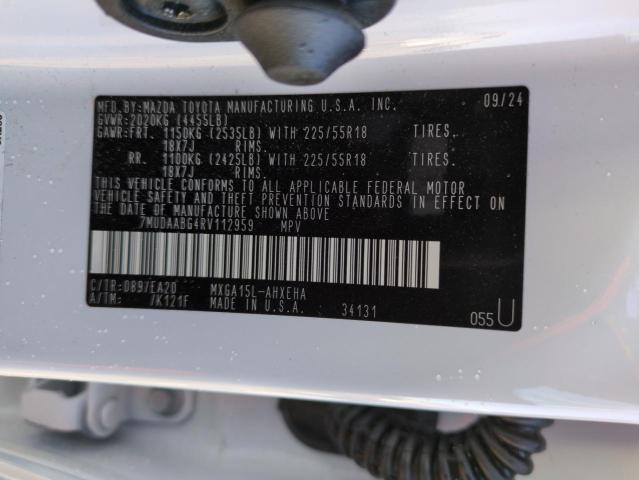 MFD.BY:MAZDA TOYOTA MANUFACTURING U.S.A. INC. 09/24
GVWR:2020KG (4455LB)
GAWR:FRT. 1150KG (2535LB) WITH 225/55R18 TIRES.
18X7J RIMS.
RR. 1100KG (2425LB) WITH 225/55R18 TIRES.
18X7J RIMS.
THIS VEHICLE CONFORMS TO ALL APPLICABLE FEDERAL MOTOR
VEHICLE SAFETY AND THEFT PREVENTION STANDARDS IN EFFECT ON
THE DATE OF MANUFACTURE SHOWN ABOVE
7MUDAABG4RV112959 MPV
C/TR:089/EA20 MXGA15L-AHXEHA
A/TM: /K121F MADE IN U.S.A. 34131
055 U